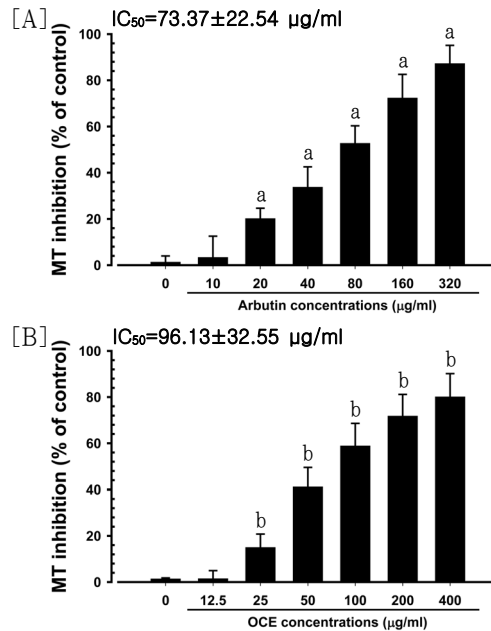 [A] IC₅₀=73.37±22.54 µg/ml
MT inhibition (% of control)
100
80
60
40
20
0
a a a a a
0 10 20 40 80 160 320
Arbutin concentrations (µg/ml)
[B] IC₅₀=96.13±32.55 µg/ml
MT inhibition (% of control)
100
80
60
40
20
0
b b b b b
0 12.5 25 50 100 200 400
OCE concentrations (µg/ml)